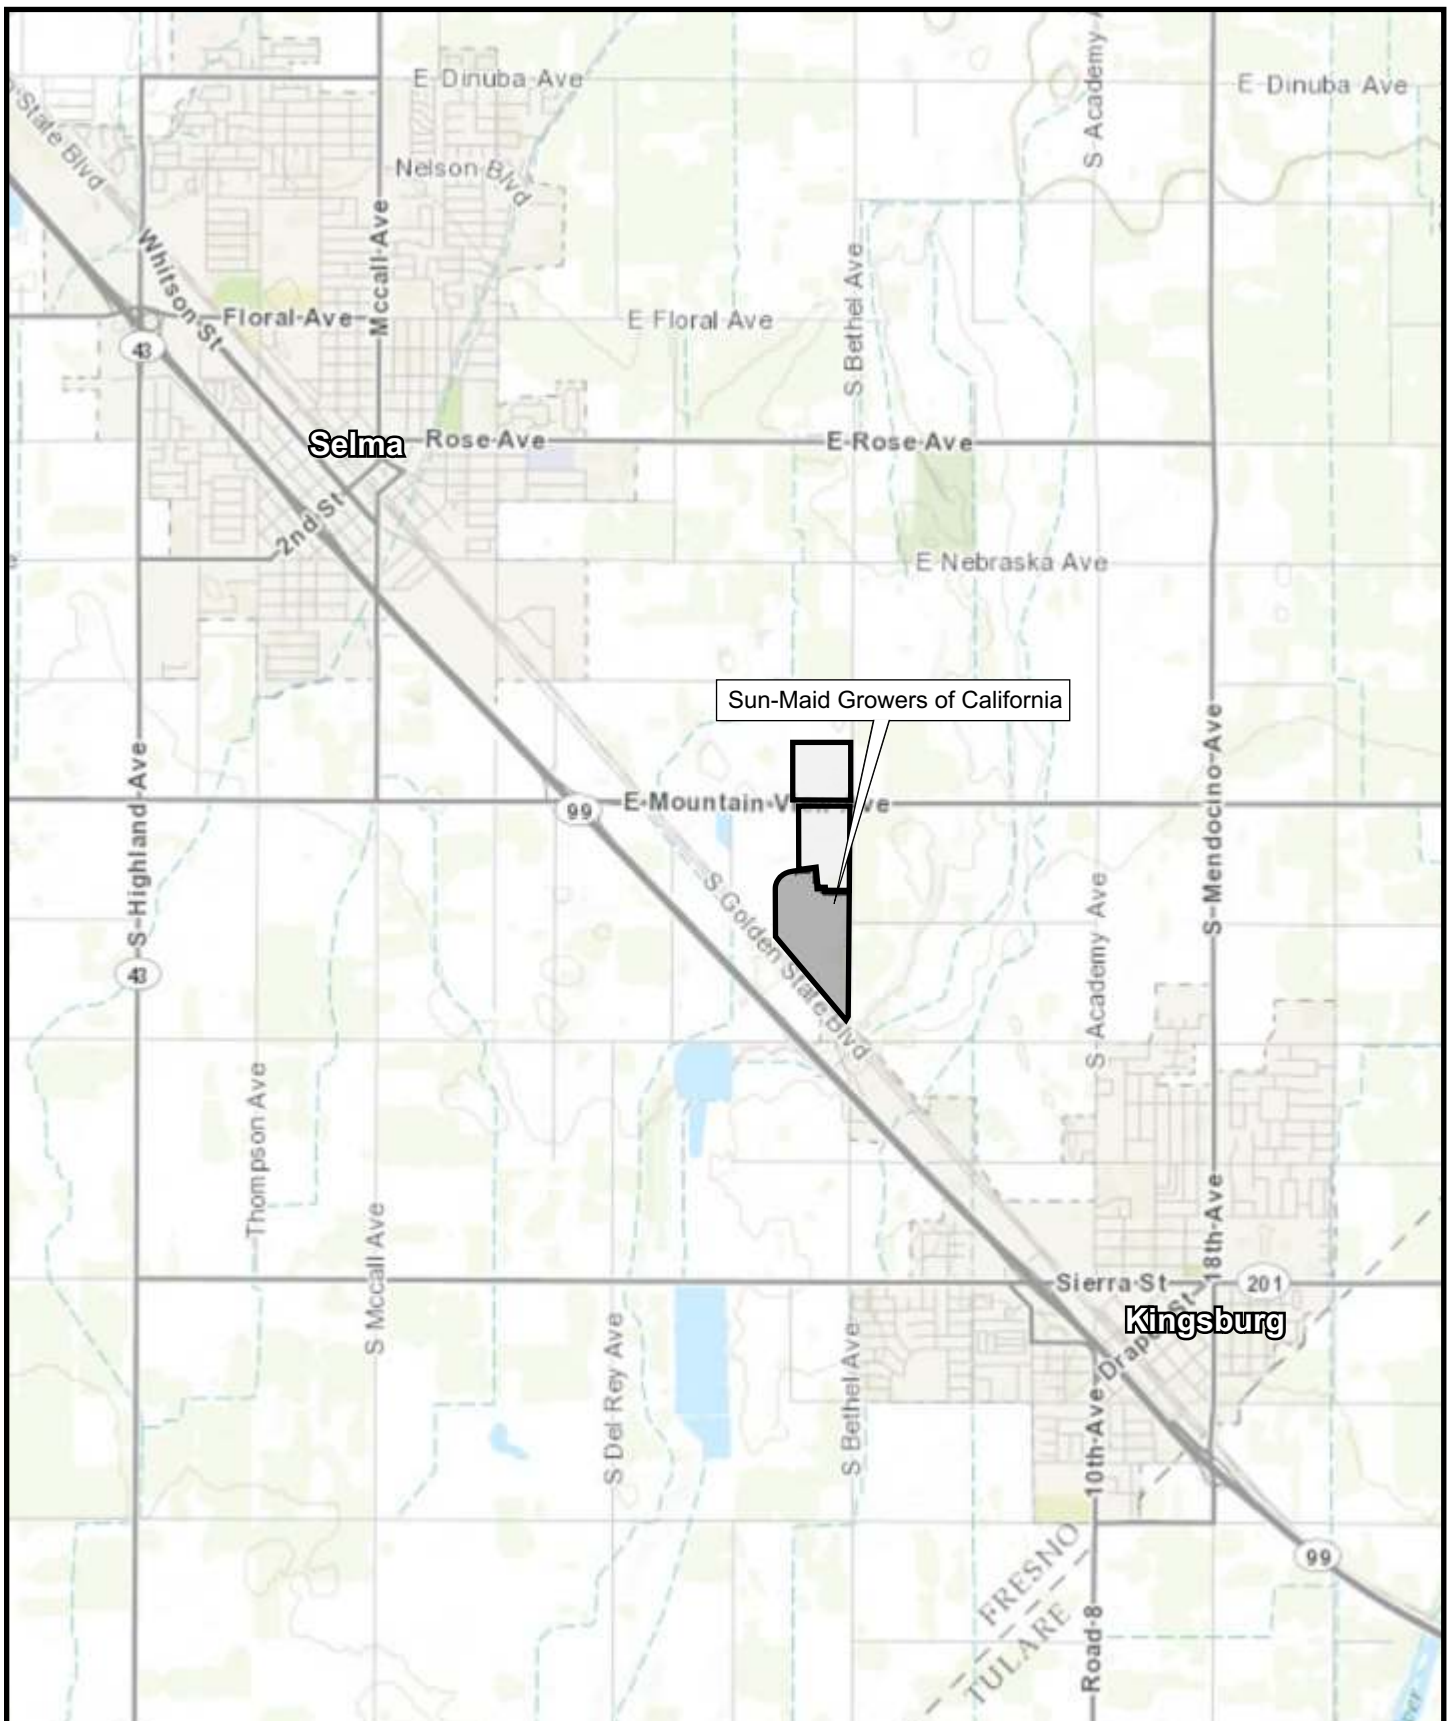 E Dinuba Ave
E Dinuba Ave
S Academy
State Blvd
Nelson Blvd
Mccall Ave
Whitson St
Floral Ave
E Floral Ave
S Bethel Ave
43
Selma
Rose Ave
E Rose Ave
2nd St
E Nebraska Ave
Sun-Maid Growers of California
S Highland Ave
99
E Mountain V
ve
S Mendocino Ave
S Golden State Blvd
S Academy Ave
43
Thompson Ave
S Mccall Ave
18th Ave
Sierra St
201
Kingsburg
Drap
St
S Del Rey Ave
S Bethel Ave
10th Ave
99
FRESNO
TULARE
Road 8